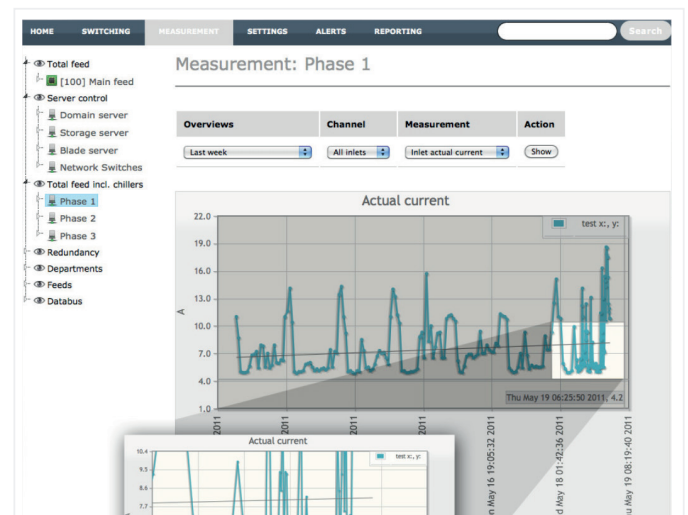 HOME SWITCHING MEASUREMENT SETTINGS ALERTS REPORTING Search
Total feed
[100] Main feed
Server control
Domain server
Storage server
Blade server
Network Switches
Total feed incl. chillers
Phase 1
Phase 2
Phase 3
Redundancy
Departments
Feeds
Databus
Measurement: Phase 1
Overviews Channel Measurement Action
Last week All inlets Inlet actual current Show
Actual current
22.0
19.0
16.0
13.0
10.0
7.0
4.0
1.0
A
test x:, y:
Thu May 19 06:25:50 2011, 4.2
2011
2011
2011
2011
2011
2011
May 16 19:05:32 2011
May 18 01:42:36 2011
May 19 08:19:40 2011
Actual current
10.4
9.5
8.6
7.7
test x:, y: